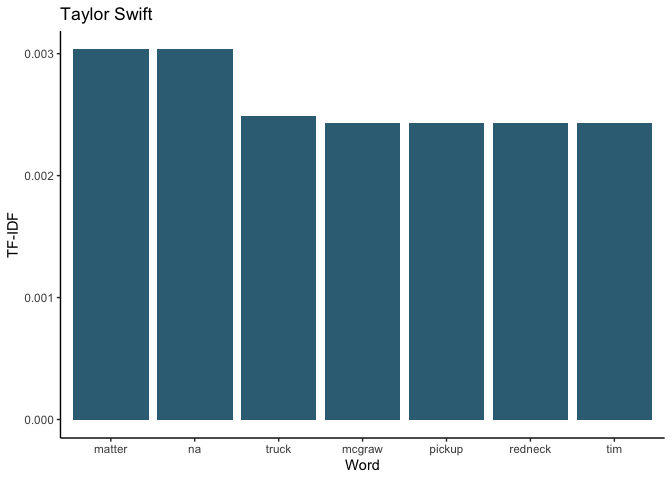 Taylor Swift
0.003
0.002
0.001
0.000
TF-IDF
matter na truck mcgraw pickup redneck tim
Word